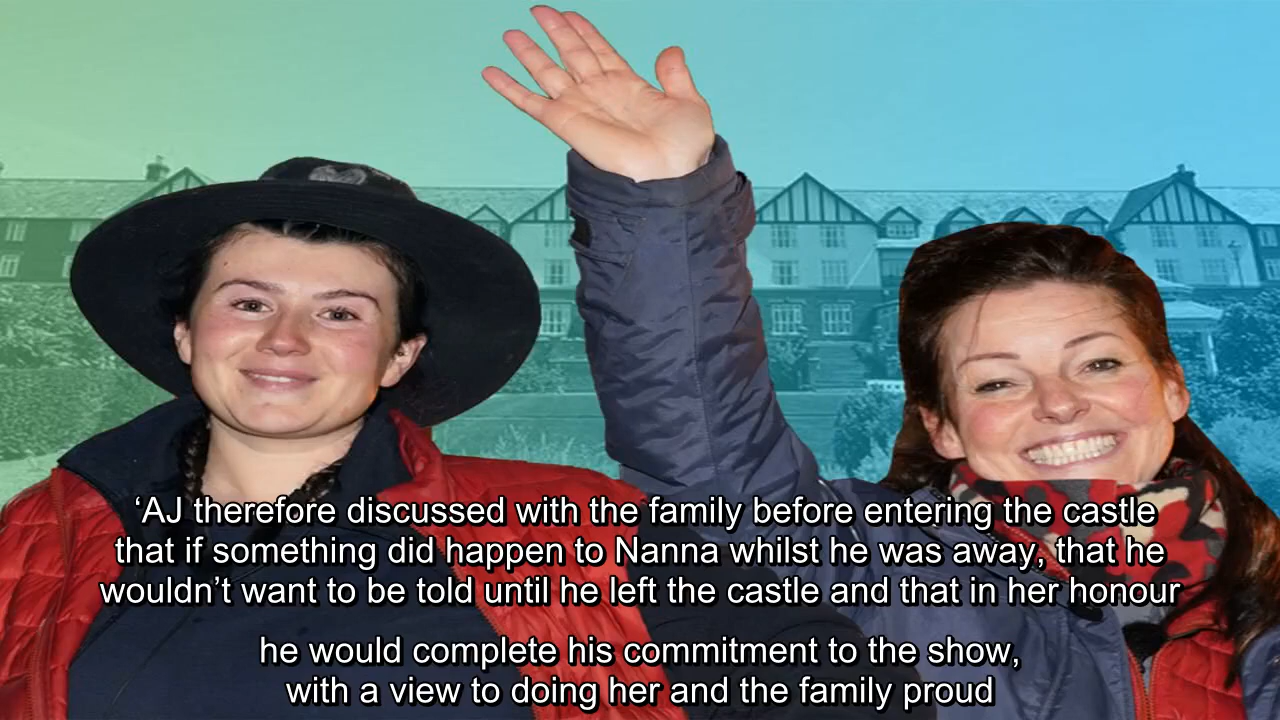 ‘AJ therefore discussed with the family before entering the castle
that if something did happen to Nanna whilst he was away, that he
wouldn’t want to be told until he left the castle and that in her honour
he would complete his commitment to the show,
with a view to doing her and the family proud